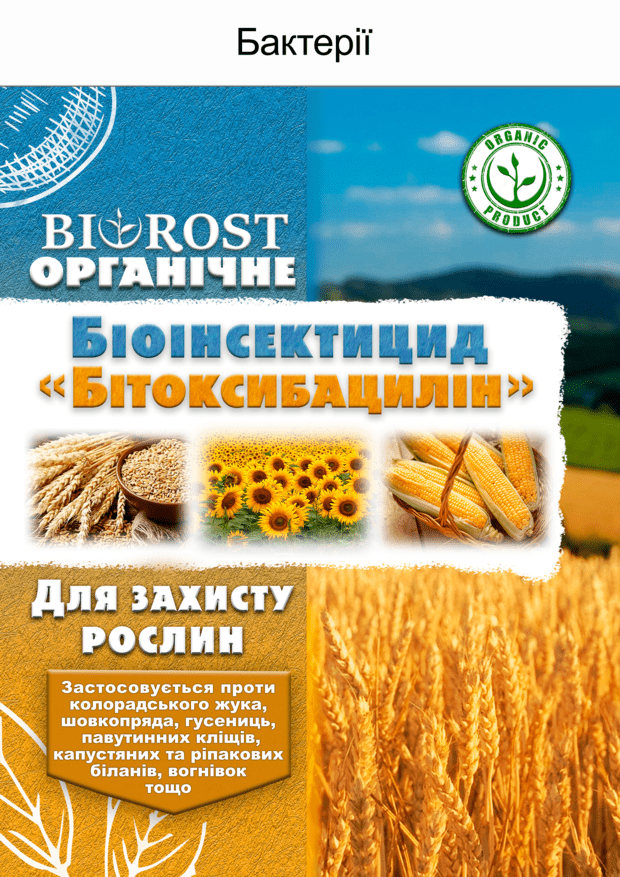 Бактерії
ORGANIC
PRODUCT
BIOROST
ОРГАНІЧНЕ
Біоінсектицид
«Бітоксибацилін»
Для захисту
рослин
Застосовується проти
колорадського жука,
шовкопряда, гусениць,
павутинних кліщів,
капустяних та ріпакових
біланів, вогнівок
тощо